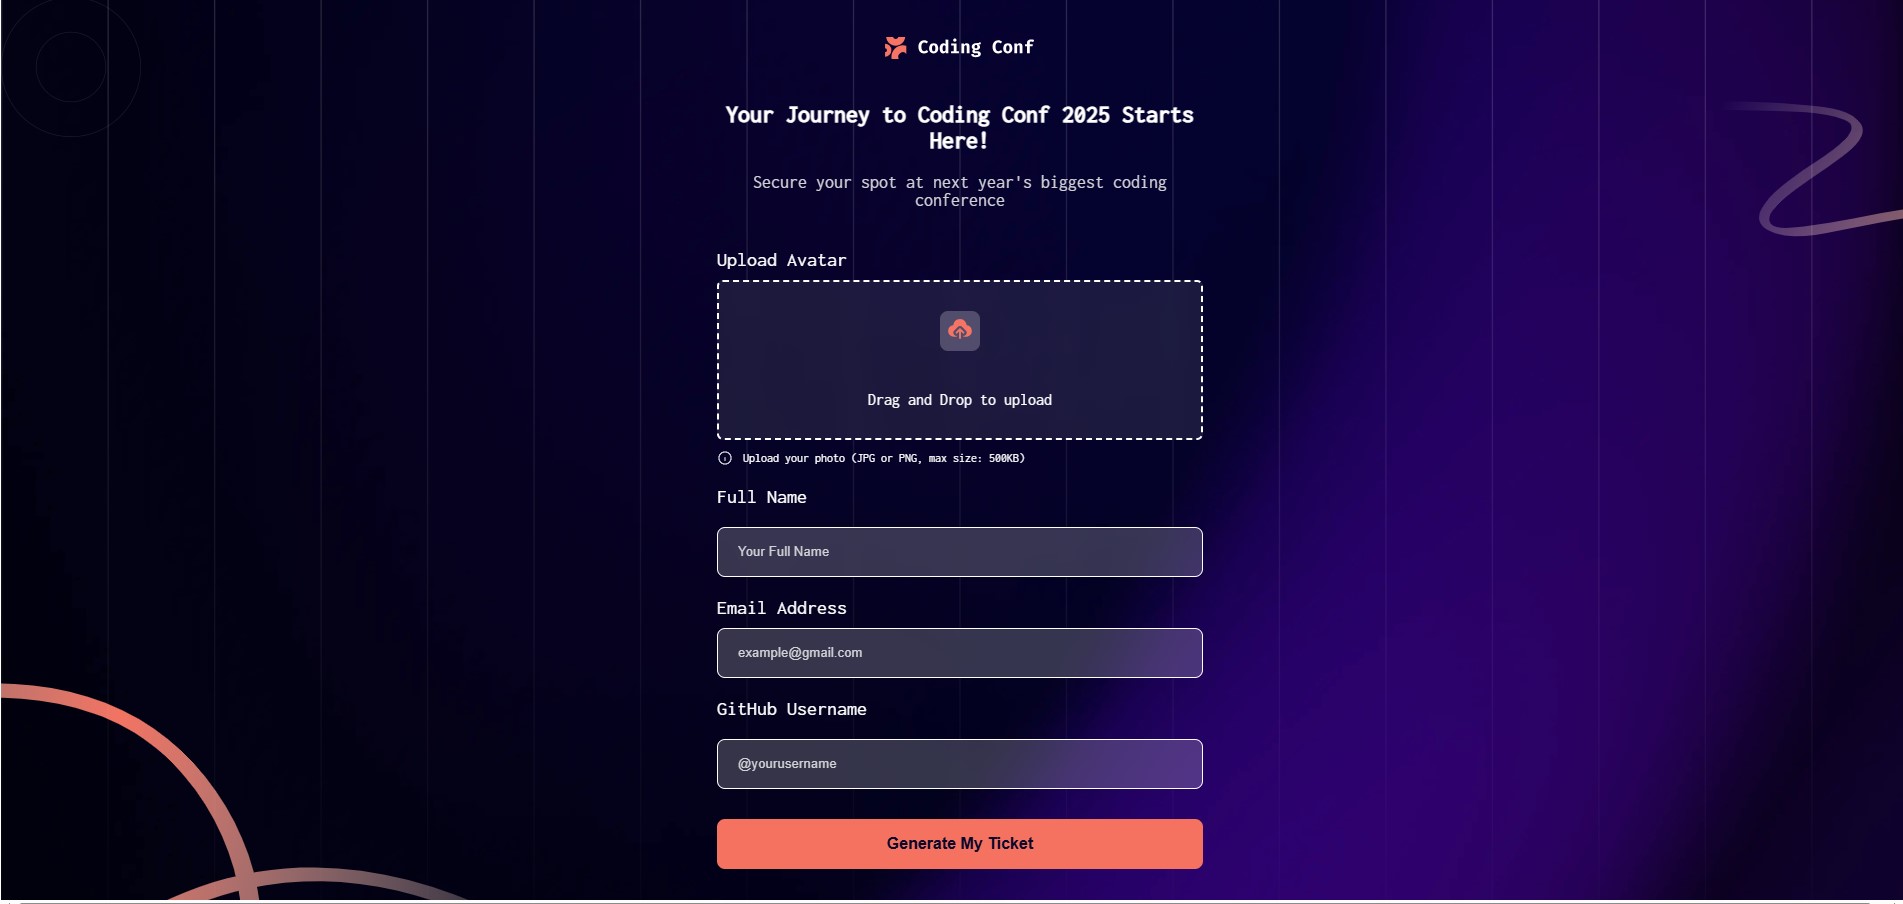 Coding Conf
Your Journey to Coding Conf 2025 Starts
Here!
Secure your spot at next year's biggest coding
conference
Upload Avatar
Drag and Drop to upload
Upload your photo (JPG or PNG, max size: 500KB)
Full Name
Your Full Name
Email Address
example@gmail.com
GitHub Username
@yourusername
Generate My Ticket